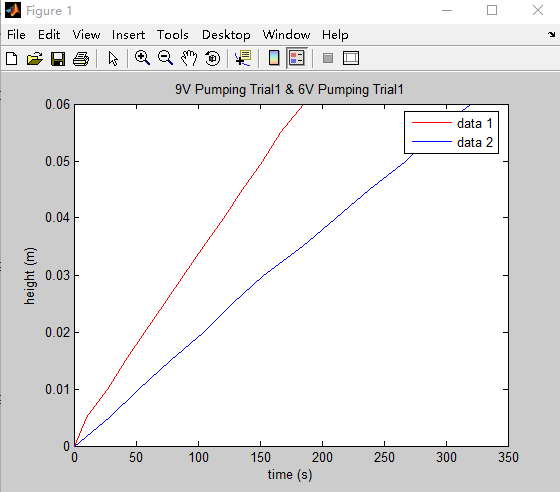 Figure 1
File Edit View Insert Tools Desktop Window Help
9V Pumping Trial1 & 6V Pumping Trial1
0.06
0.05
0.04
0.03
0.02
0.01
0
height (m)
data 1
data 2
0 50 100 150 200 250 300 350
time (s)